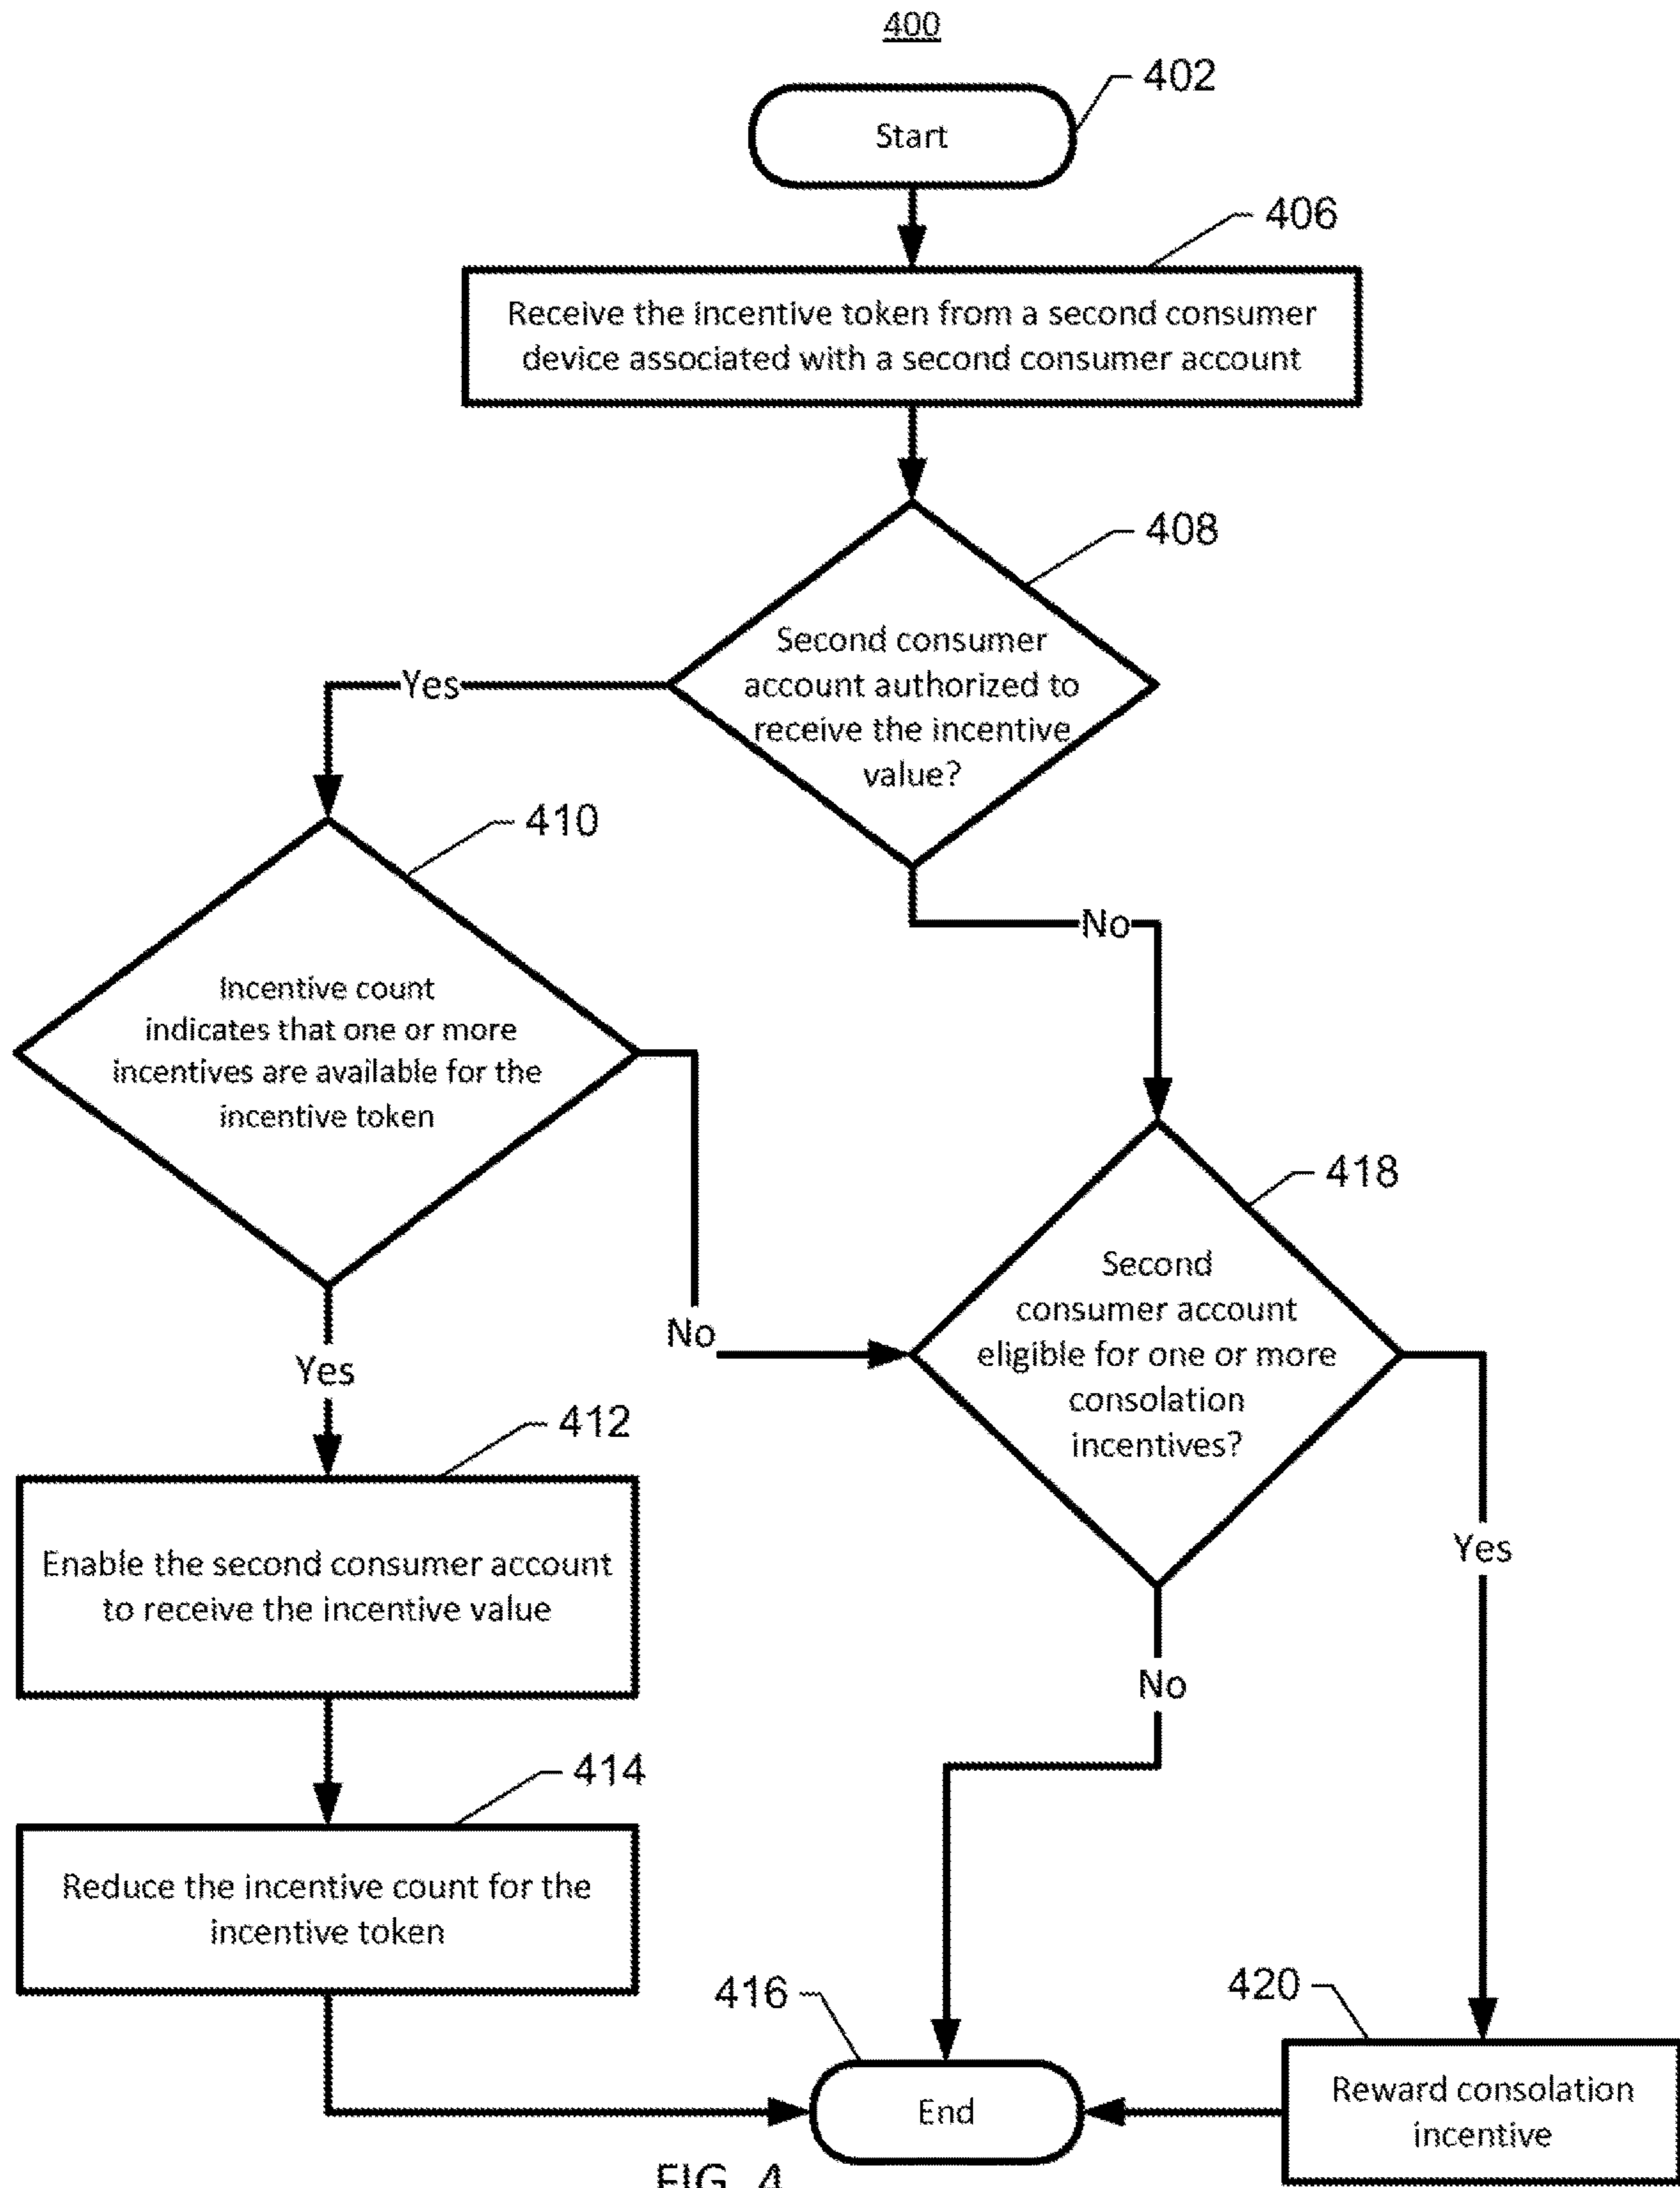 400
402
Start
406
Receive the incentive token from a second consumer
device associated with a second consumer account
408
Second consumer
account authorized to
receive the incentive
value?
Yes
No
410
Incentive count
indicates that one or more
incentives are available for the
incentive token
No
Yes
418
Second
consumer account
eligible for one or more
consolation
incentives?
Yes
No
412
Enable the second consumer account
to receive the incentive value
414
Reduce the incentive count for the
incentive token
416
End
420
Reward consolation
incentive
FIG. 4